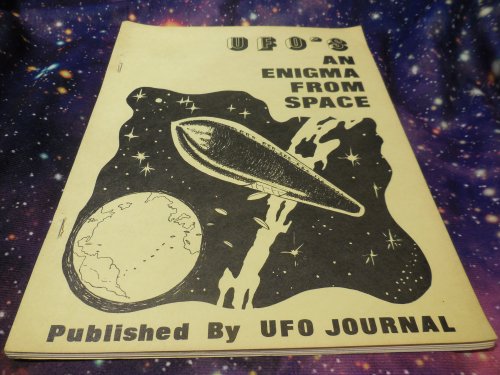 UFO'S
AN
ENIGMA
FROM
SPACE
Published By UFO JOURNAL